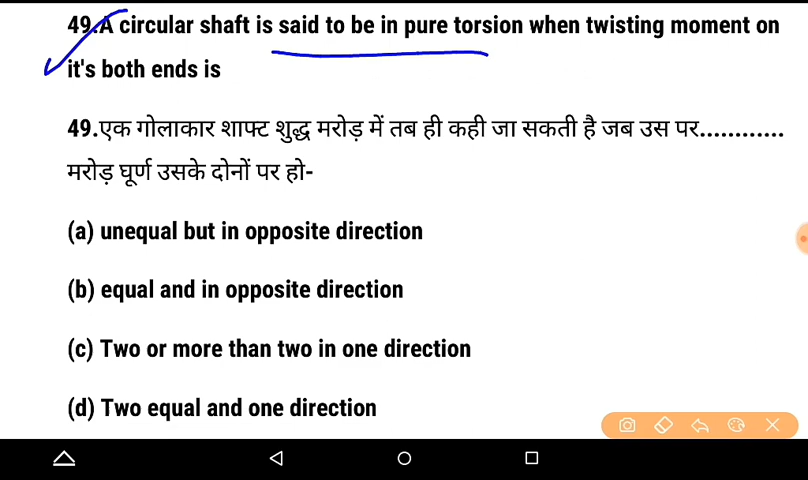 49.A circular shaft is said to be in pure torsion when twisting moment on
it's both ends is
49.एक गोलाकार शाफ्ट शुद्ध मरोड़ में तब ही कही जा सकती है जब उस पर............
मरोड़ घूर्ण उसके दोनों पर हो-
(a) unequal but in opposite direction
(b) equal and in opposite direction
(c) Two or more than two in one direction
(d) Two equal and one direction